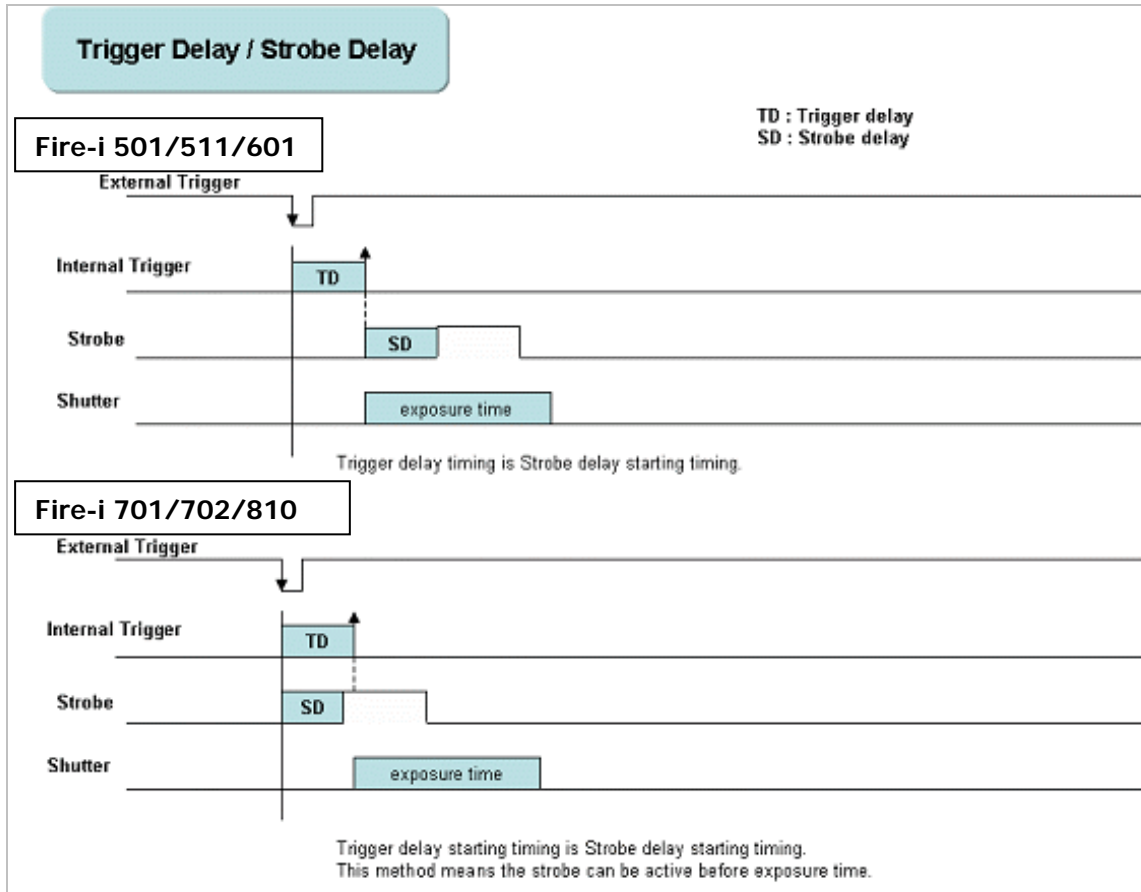 Trigger Delay / Strobe Delay
TD : Trigger delay
SD : Strobe delay
Fire-i 501/511/601
External Trigger
Internal Trigger
TD
Strobe
SD
Shutter
exposure time
Trigger delay timing is Strobe delay starting timing.
Fire-i 701/702/810
External Trigger
Internal Trigger
TD
Strobe
SD
Shutter
exposure time
Trigger delay starting timing is Strobe delay starting timing.
This method means the strobe can be active before exposure time.